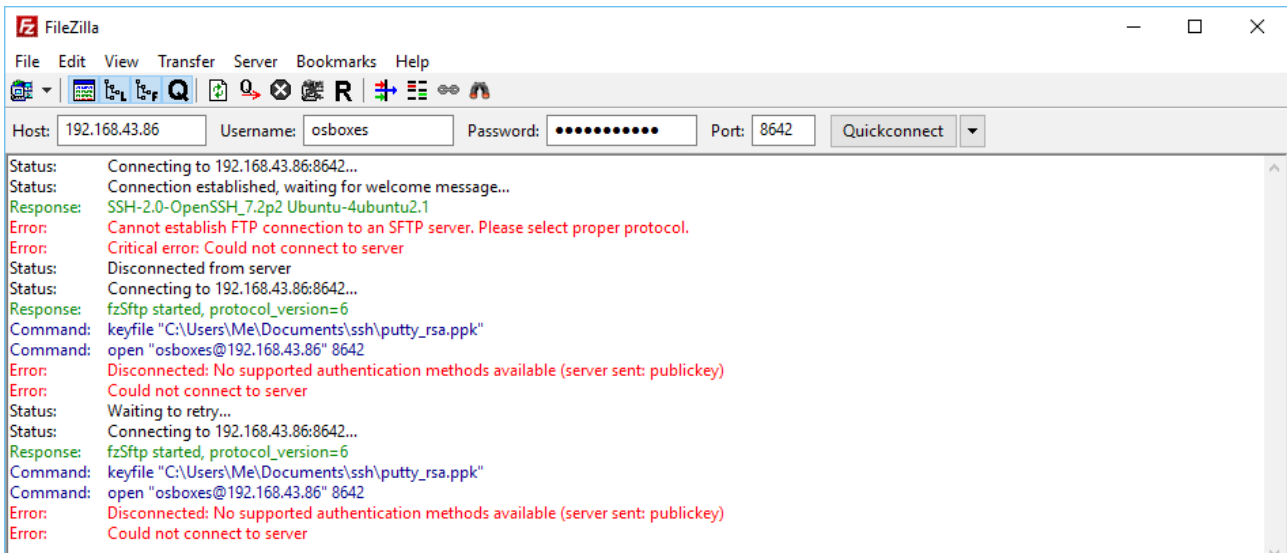 FileZilla
File Edit View Transfer Server Bookmarks Help
Host: 192.168.43.86 Username: osboxes Password: ●●●●●●●●●●● Port: 8642 Quickconnect
Status: Connecting to 192.168.43.86:8642...
Status: Connection established, waiting for welcome message...
Response: SSH-2.0-OpenSSH_7.2p2 Ubuntu-4ubuntu2.1
Error: Cannot establish FTP connection to an SFTP server. Please select proper protocol.
Error: Critical error: Could not connect to server
Status: Disconnected from server
Status: Connecting to 192.168.43.86:8642...
Response: fzSftp started, protocol_version=6
Command: keyfile "C:\Users\Me\Documents\ssh\putty_rsa.ppk"
Command: open "osboxes@192.168.43.86" 8642
Error: Disconnected: No supported authentication methods available (server sent: publickey)
Error: Could not connect to server
Status: Waiting to retry...
Status: Connecting to 192.168.43.86:8642...
Response: fzSftp started, protocol_version=6
Command: keyfile "C:\Users\Me\Documents\ssh\putty_rsa.ppk"
Command: open "osboxes@192.168.43.86" 8642
Error: Disconnected: No supported authentication methods available (server sent: publickey)
Error: Could not connect to server